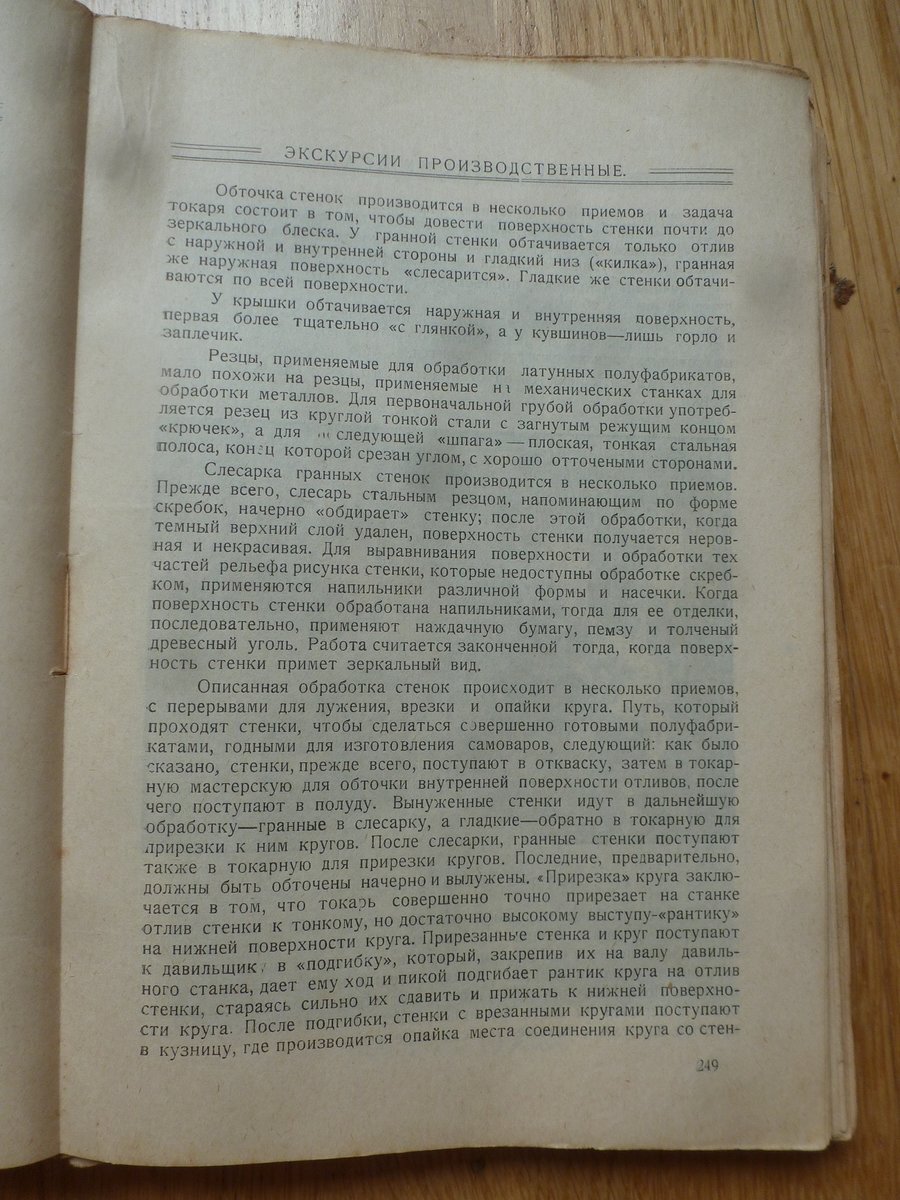 ЭКСКУРСИИ ПРОИЗВОДСТВЕННЫЕ.
Обточка стенок производится в несколько приемов и задача
токаря состоит в том, чтобы довести поверхность стенки почти до
зеркального блеска. У гранной стенки обтачивается только отлив
с наружной и внутренней стороны и гладкий низ («килка»), гранная
же наружная поверхность «слесарится». Гладкие же стенки обтачи-
ваются по всей поверхности.
У крышки обтачивается наружная и внутренняя поверхность,
первая более тщательно «с глянкой», а у кувшинов—лишь горло и
заплечик.
Резцы, применяемые для обработки латунных полуфабрикатов,
мало похожи на резцы, применяемые на механических станках для
обработки металлов. Для первоначальной грубой обработки употреб-
ляется резец из круглой тонкой стали с загнутым режущим концом
«крючек», а для следующей «шпага»—плоская, тонкая стальная
полоса, конец которой срезан углом, с хорошо отточеными сторонами.
Слесарка гранных стенок производится в несколько приемов.
Прежде всего, слесарь стальным резцом, напоминающим по форме
скребок, начерно «обдирает» стенку; после этой обработки, когда
темный верхний слой удален, поверхность стенки получается неров-
ная и некрасивая. Для выравнивания поверхности и обработки тех
частей рельефа рисунка стенки, которые недоступны обработке скреб-
ком, применяются напильники различной формы и насечки. Когда
поверхность стенки обработана напильниками, тогда для ее отделки,
последовательно, применяют наждачную бумагу, пемзу и толченый
древесный уголь. Работа считается законченной тогда, когда поверх-
ность стенки примет зеркальный вид.
Описанная обработка стенок происходит в несколько приемов,
с перерывами для лужения, врезки и опайки круга. Путь, который
проходят стенки, чтобы сделаться совершенно готовыми полуфабри-
катами, годными для изготовления самоваров, следующий: как было
сказано, стенки, прежде всего, поступают в откваску, затем в токар-
ную мастерскую для обточки внутренней поверхности отливов, после
чего поступают в полуду. Вынуженные стенки идут в дальнейшую
обработку—гранные в слесарку, а гладкие—обратно в токарную для
прирезки к ним кругов. После слесарки, гранные стенки поступают
также в токарную для прирезки кругов. Последние, предварительно,
должны быть обточены начерно и вылужены. «Прирезка» круга заклю-
чается в том, что токарь совершенно точно прирезает на станке
отлив стенки к тонкому, но достаточно высокому выступу-«рантику»
на нижней поверхности круга. Прирезанные стенка и круг поступают
к давильщику в «подгибку», который, закрепив их на валу давиль-
ного станка, дает ему ход и пикой подгибает рантик круга на отлив
стенки, стараясь сильно их сдавить и прижать к нижней поверхно-
сти круга. После подгибки, стенки с врезанными кругами поступают
в кузницу, где производится опайка места соединения круга со стен-
249